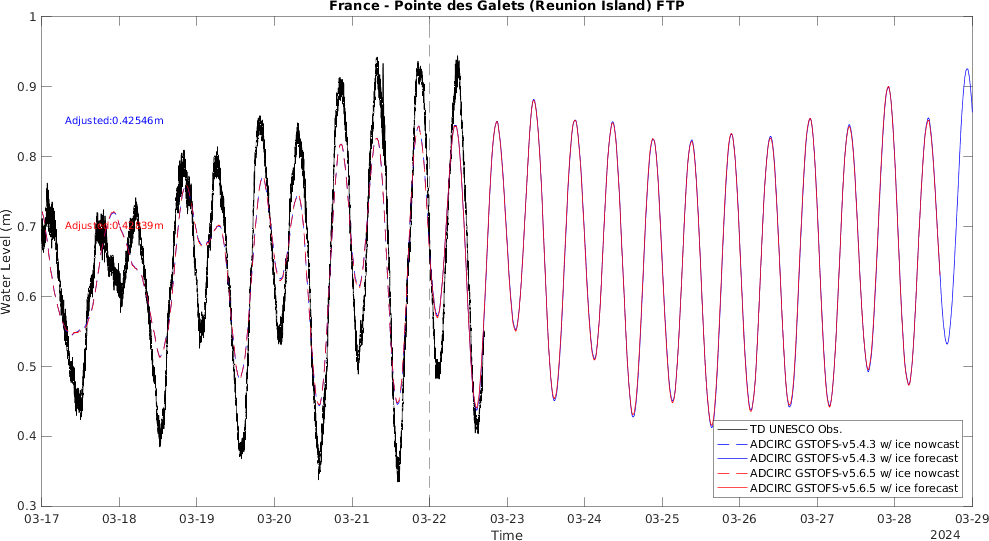 France - Pointe des Galets (Reunion Island) FTP
1
0.9
0.8
0.7
0.6
0.5
0.4
0.3
Water Level (m)
Adjusted:0.42546m
TD UNESCO Obs.
ADCIRC GSTOFS-v5.4.3 w/ ice nowcast
ADCIRC GSTOFS-v5.4.3 w/ ice forecast
ADCIRC GSTOFS-v5.6.5 w/ ice nowcast
ADCIRC GSTOFS-v5.6.5 w/ ice forecast
03-17 03-18 03-19 03-20 03-21 03-22 03-23 03-24 03-25 03-26 03-27 03-28 03-29
Time
2024